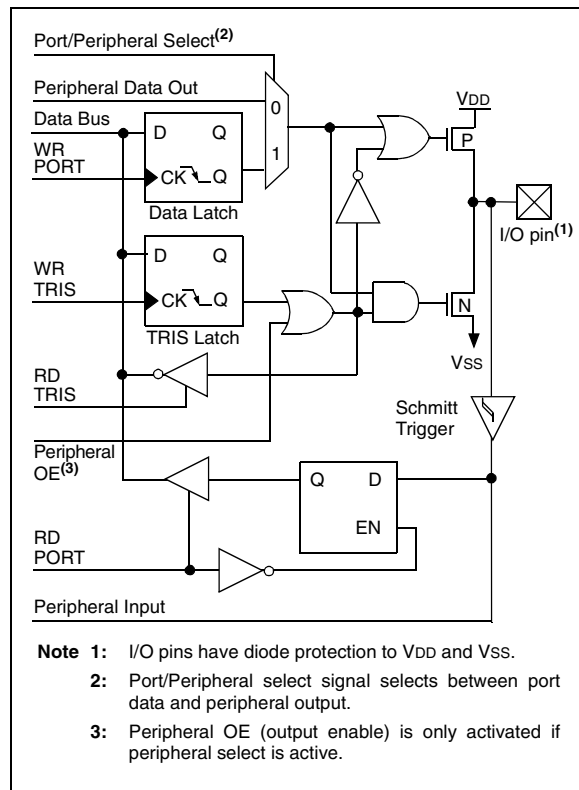 Port/Peripheral Select(2)
Peripheral Data Out
0
VDD
Data Bus
D Q
P
WR
PORT
1
CK Q
Data Latch
I/O pin(1)
D Q
WR
TRIS
CK Q
N
TRIS Latch
VSS
RD
TRIS
Schmitt
Trigger
Peripheral
OE(3)
Q D
EN
RD
PORT
Peripheral Input
Note 1: I/O pins have diode protection to VDD and VSS.
2: Port/Peripheral select signal selects between port
data and peripheral output.
3: Peripheral OE (output enable) is only activated if
peripheral select is active.